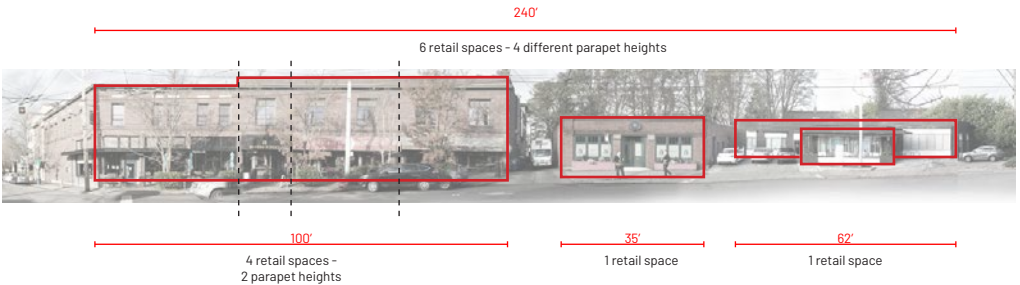 240'
6 retail spaces - 4 different parapet heights
100'
35'
62'
4 retail spaces -
2 parapet heights
1 retail space
1 retail space